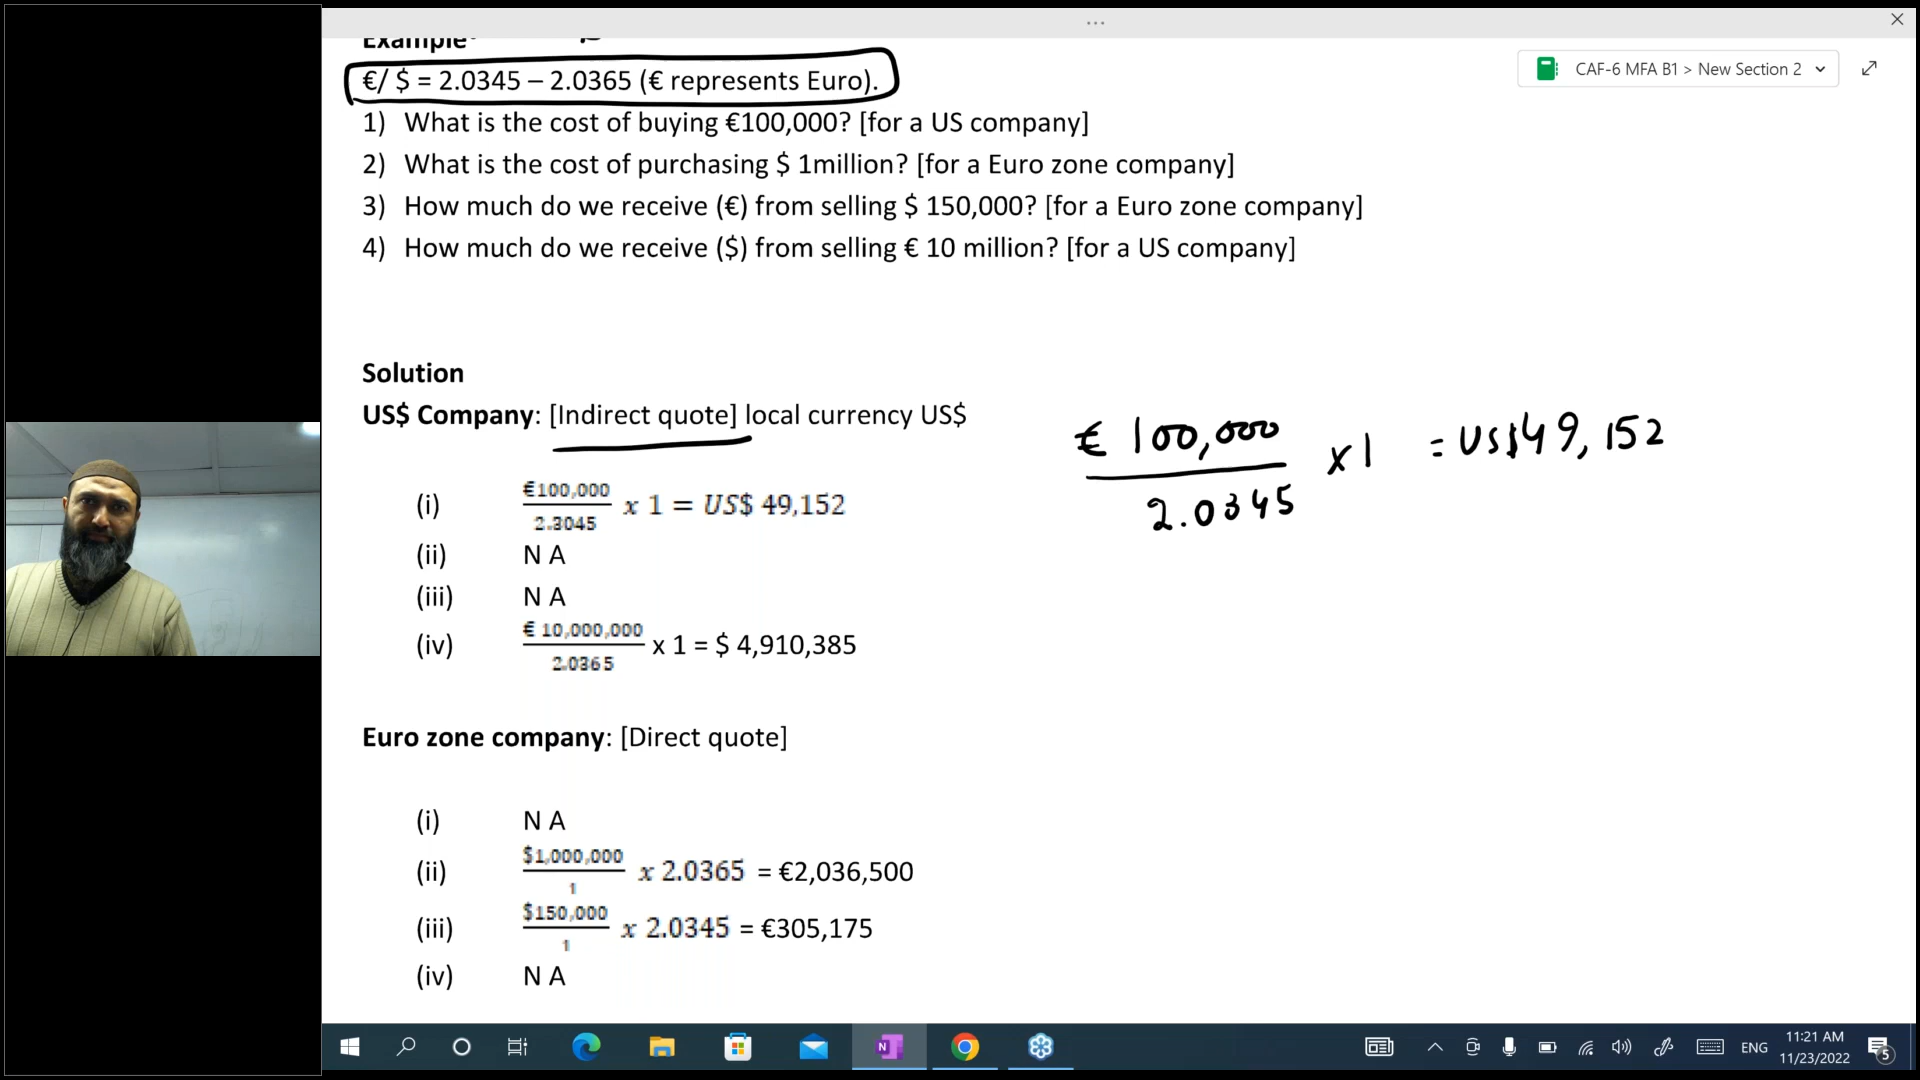 Example
€/ $ = 2.0345 – 2.0365 (€ represents Euro).
1) What is the cost of buying €100,000? [for a US company]
2) What is the cost of purchasing $ 1million? [for a Euro zone company]
3) How much do we receive (€) from selling $ 150,000? [for a Euro zone company]
4) How much do we receive ($) from selling € 10 million? [for a US company]
CAF-6 MFA B1 > New Section 2
Solution
US$ Company: [Indirect quote] local currency US$
€ 100,000
2.0345
x 1 = US$ 49,152
(i) €100,000
2.3045
x 1 = US$ 49,152
(ii) N A
(iii) N A
(iv) € 10,000,000
2.0365
x 1 = $ 4,910,385
Euro zone company: [Direct quote]
(i) N A
(ii) $1,000,000
1
x 2.0365 = €2,036,500
(iii) $150,000
1
x 2.0345 = €305,175
(iv) N A
ENG
11:21 AM
11/23/2022
5